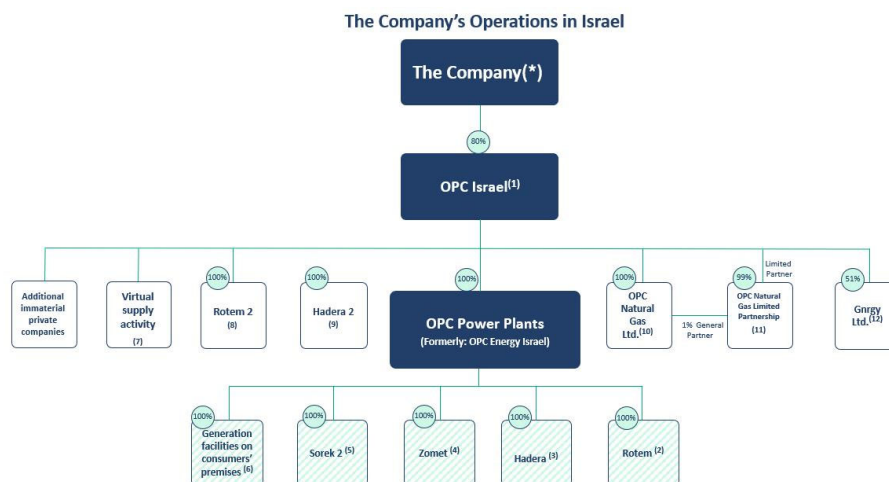 The Company's Operations in Israel
The Company(*)
80%
OPC Israel(1)
Additional
immaterial
private
companies
Virtual
supply
activity
(7)
100%
Rotem 2
(8)
100%
Hadera 2
(9)
100%
OPC Power Plants
(Formerly: OPC Energy Israel)
100%
OPC
Natural
Gas
Ltd.(10)
1% General
Partner
99%
Limited
Partner
OPC Natural
Gas Limited
Partnership
(11)
51%
Gnrgy
Ltd.(12)
100%
Generation
facilities on
consumers'
premises (6)
100%
Sorek 2 (5)
100%
Zomet (4)
100%
Hadera (3)
100%
Rotem (2)